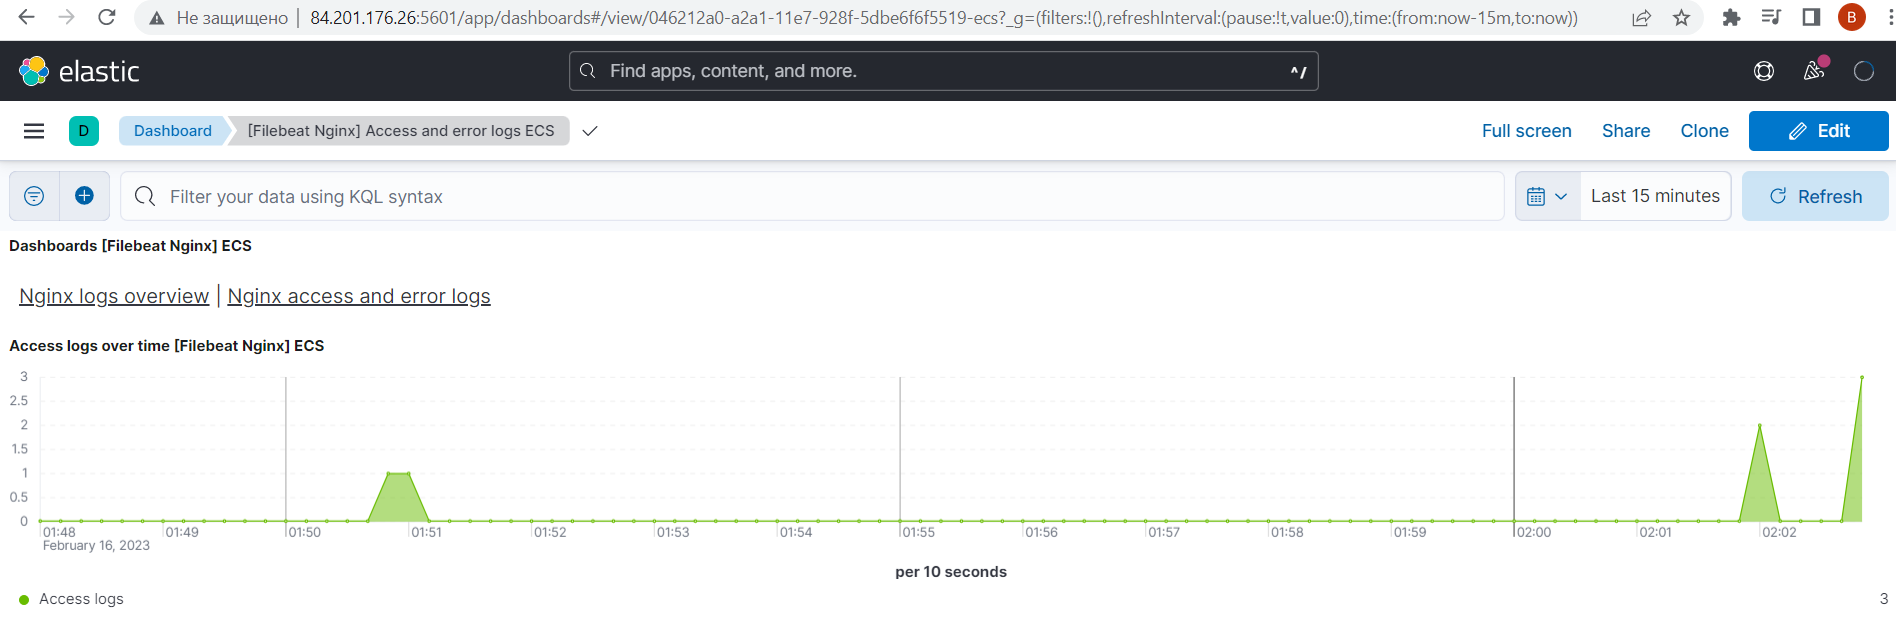 Не защищено | 84.201.176.26:5601/app/dashboards#/view/046212a0-a2a1-11e7-928f-5dbe6f6f5519-ecs?_g=(filters:!(),refreshInterval:(pause:!t,value:0),time:(from:now-15m,to:now))
B
elastic
Find apps, content, and more.
^/
D
Dashboard
[Filebeat Nginx] Access and error logs ECS
Full screen
Share
Clone
Edit
Filter your data using KQL syntax
Last 15 minutes
Refresh
Dashboards [Filebeat Nginx] ECS
Nginx logs overview | Nginx access and error logs
Access logs over time [Filebeat Nginx] ECS
3
2.5
2
1.5
1
0.5
0
01:48 01:49 01:50 01:51 01:52 01:53 01:54 01:55 01:56 01:57 01:58 01:59 02:00 02:01 02:02
February 16, 2023
per 10 seconds
Access logs 3